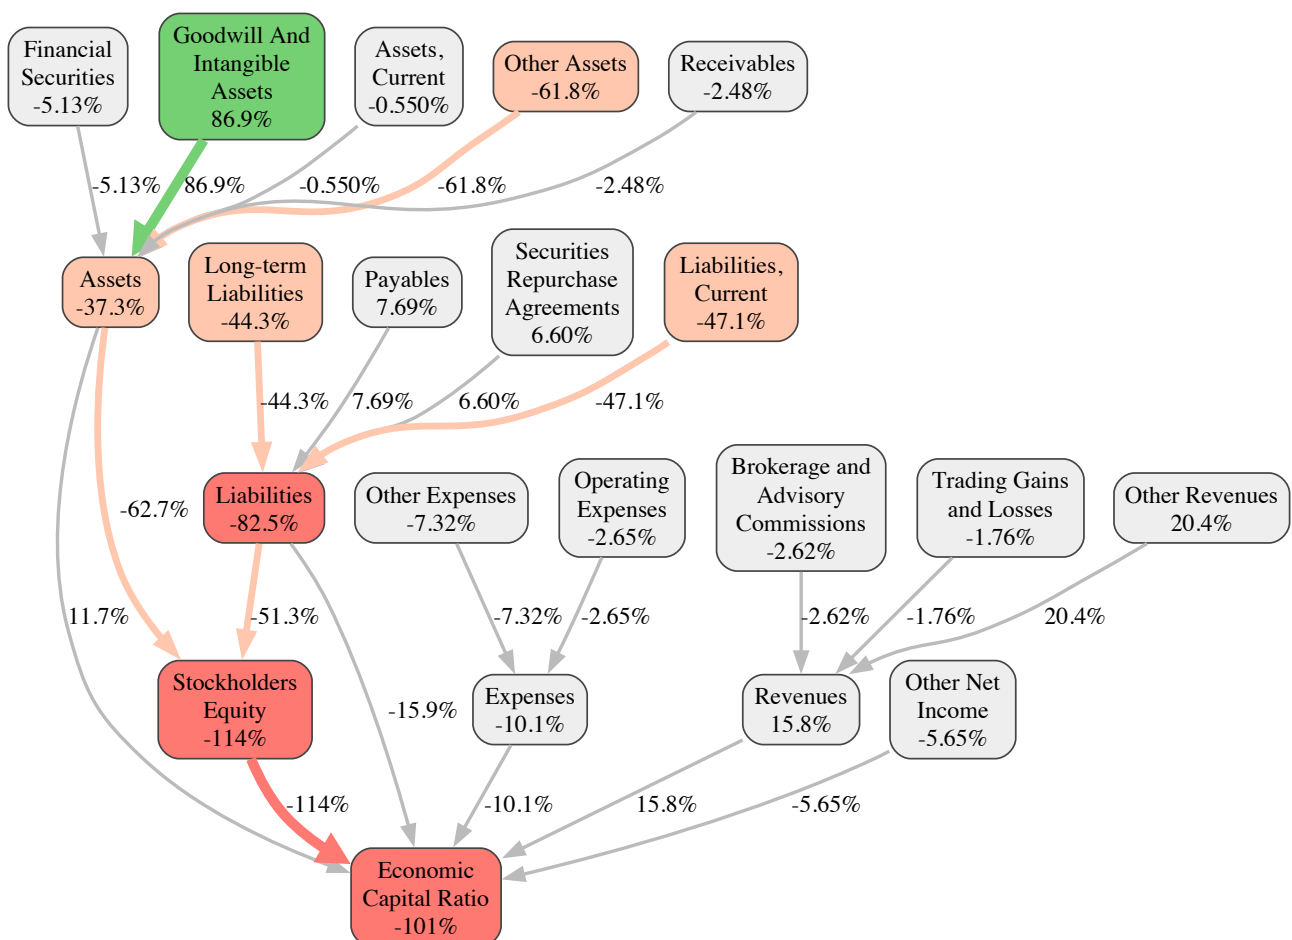 Financial
Securities
-5.13%
Goodwill And
Intangible
Assets
86.9%
Assets,
Current
-0.550%
Other Assets
-61.8%
Receivables
-2.48%
-5.13%
86.9%
-0.550%
-61.8%
-2.48%
Assets
-37.3%
Long-term
Liabilities
-44.3%
Payables
7.69%
Securities
Repurchase
Agreements
6.60%
Liabilities,
Current
-47.1%
-44.3%
7.69%
6.60%
-47.1%
-62.7%
Liabilities
-82.5%
Other Expenses
-7.32%
Operating
Expenses
-2.65%
Brokerage and
Advisory
Commissions
-2.62%
Trading Gains
and Losses
-1.76%
Other Revenues
20.4%
11.7%
-51.3%
-7.32%
-2.65%
-2.62%
-1.76%
20.4%
Stockholders
Equity
-114%
-15.9%
Expenses
-10.1%
Revenues
15.8%
Other Net
Income
-5.65%
-114%
-10.1%
15.8%
-5.65%
Economic
Capital Ratio
-101%